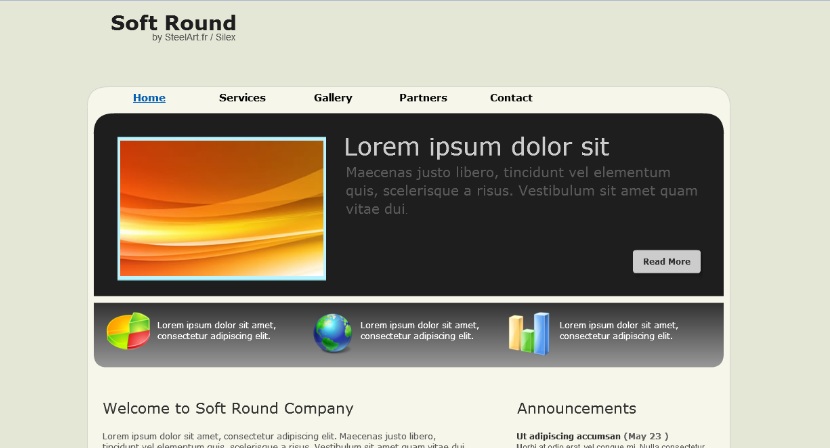 Soft Round
by SteelArt.fr / Silex
Home Services Gallery Partners Contact
Lorem ipsum dolor sit
Maecenas justo libero, tincidunt vel elementum
quis, scelerisque a risus. Vestibulum sit amet quam
vitae dui.
Read More
Lorem ipsum dolor sit amet,
consectetur adipiscing elit.
Lorem ipsum dolor sit amet,
consectetur adipiscing elit.
Lorem ipsum dolor sit amet,
consectetur adipiscing elit.
Welcome to Soft Round Company
Lorem ipsum dolor sit amet, consectetur adipiscing elit. Maecenas justo libero,
tincidunt vel elementum quis, scelerisque a risus. Vestibulum sit amet quam vitae dui
Announcements
Ut adipiscing accumsan (May 23 )
Morbi at odio erat, vel congue mi. Nulla consectetur